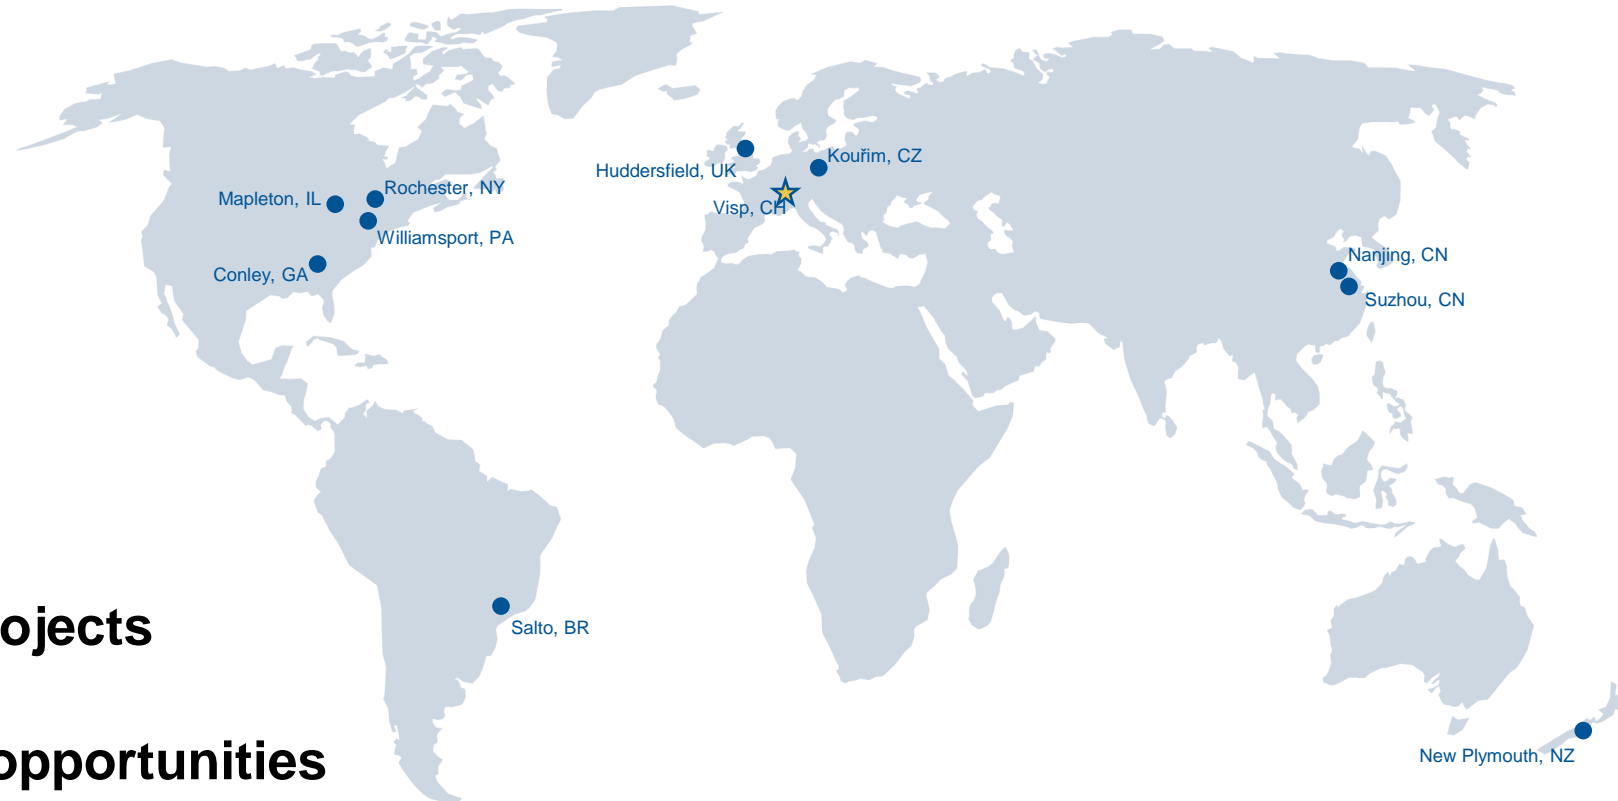 Huddersfield, UK
Kouřim, CZ
Mapleton, IL
Rochester, NY
Visp, CH
Williamsport, PA
Nanjing, CN
Conley, GA
Suzhou, CN
Salto, BR
ojects
New Plymouth, NZ
opportunities